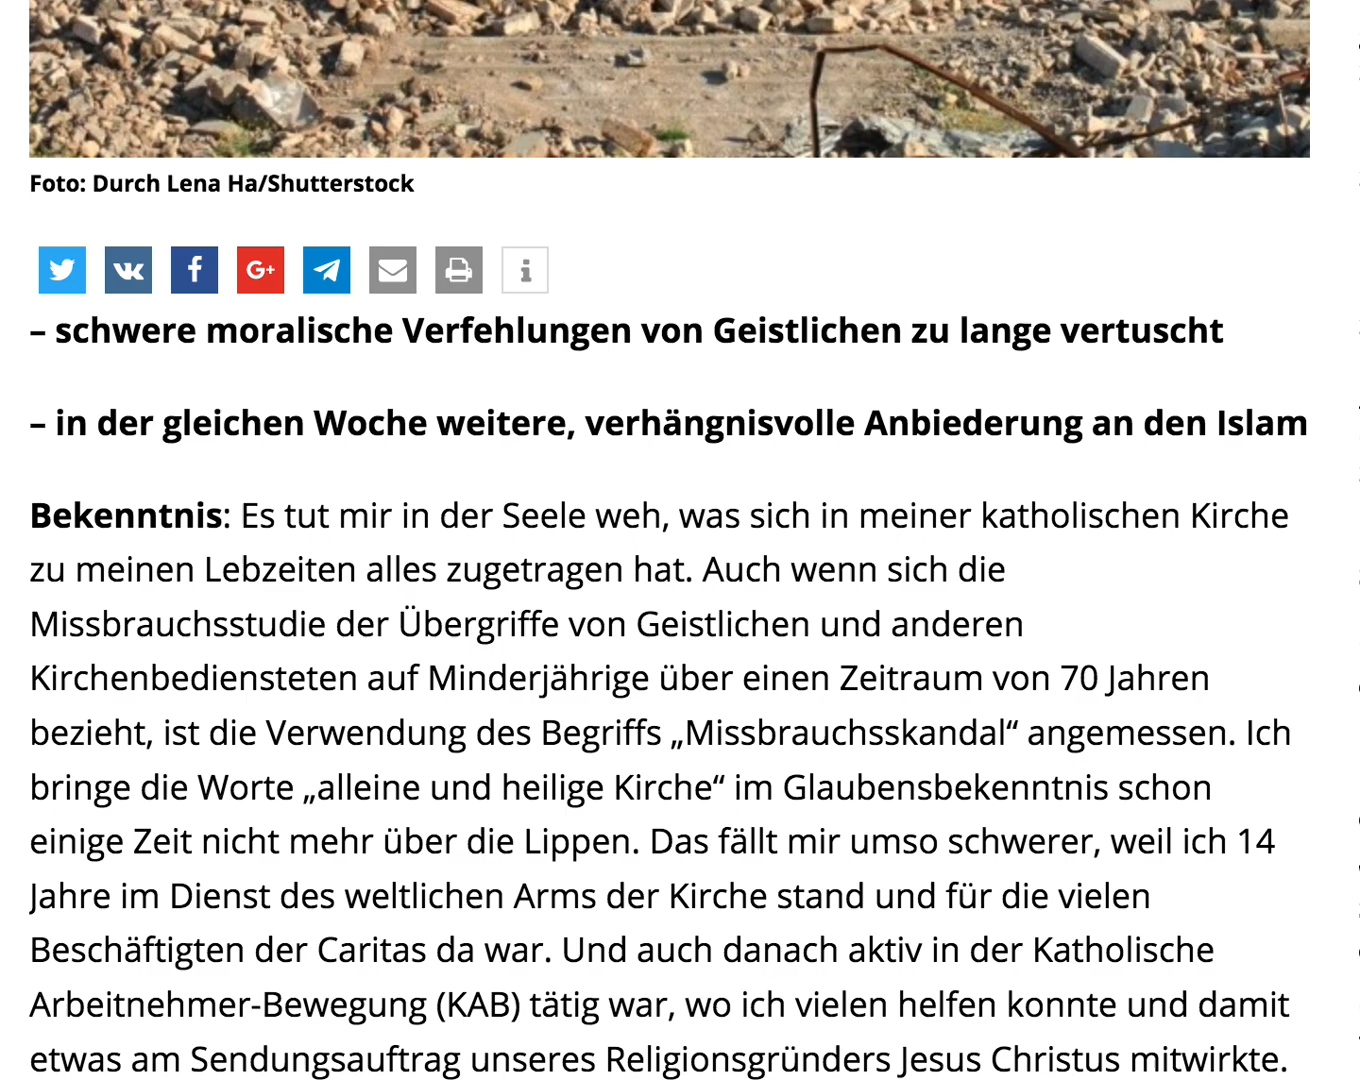 Foto: Durch Lena Ha/Shutterstock
– schwere moralische Verfehlungen von Geistlichen zu lange vertuscht
– in der gleichen Woche weitere, verhängnisvolle Anbiederung an den Islam
Bekenntnis: Es tut mir in der Seele weh, was sich in meiner katholischen Kirche
zu meinen Lebzeiten alles zugetragen hat. Auch wenn sich die
Missbrauchsstudie der Übergriffe von Geistlichen und anderen
Kirchenbediensteten auf Minderjährige über einen Zeitraum von 70 Jahren
bezieht, ist die Verwendung des Begriffs „Missbrauchsskandal“ angemessen. Ich
bringe die Worte „alleine und heilige Kirche“ im Glaubensbekenntnis schon
einige Zeit nicht mehr über die Lippen. Das fällt mir umso schwerer, weil ich 14
Jahre im Dienst des weltlichen Arms der Kirche stand und für die vielen
Beschäftigten der Caritas da war. Und auch danach aktiv in der Katholische
Arbeitnehmer-Bewegung (KAB) tätig war, wo ich vielen helfen konnte und damit
etwas am Sendungsauftrag unseres Religionsgründers Jesus Christus mitwirkte.